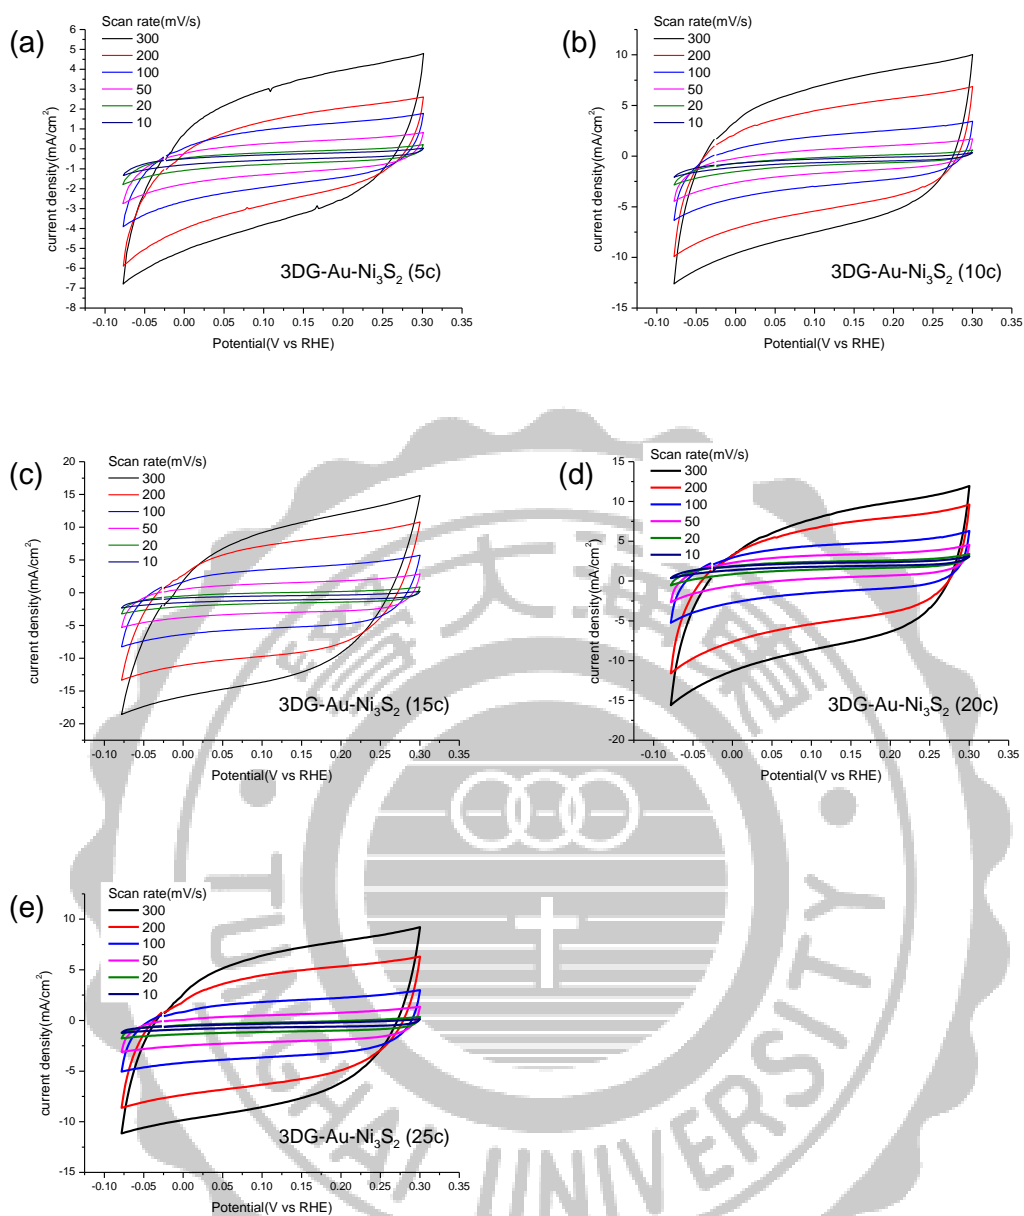 (a)
Scan rate(mV/s)
300
200
100
50
20
10
6
5
4
3
2
1
0
-1
-2
-3
-4
-5
-6
-7
-8
current density(mA/cm²)
3DG-Au-Ni₃S₂ (5c)
-0.10 -0.05 0.00 0.05 0.10 0.15 0.20 0.25 0.30 0.35
Potential(V vs RHE)
(b)
Scan rate(mV/s)
300
200
100
50
20
10
10
5
0
-5
-10
-15
current density(mA/cm²)
3DG-Au-Ni₃S₂ (10c)
-0.10 -0.05 0.00 0.05 0.10 0.15 0.20 0.25 0.30 0.35
Potential(V vs RHE)
(c)
Scan rate(mV/s)
300
200
100
50
20
10
20
15
10
5
0
-5
-10
-15
-20
current density(mA/cm²)
3DG-Au-Ni₃S₂ (15c)
-0.10 -0.05 0.00 0.05 0.10 0.15 0.20 0.25 0.30 0.35
Potential(V vs RHE)
(d)
Scan rate(mV/s)
300
200
100
50
20
10
15
10
5
0
-5
-10
-15
-20
current density(mA/cm²)
3DG-Au-Ni₃S₂ (20c)
-0.10 -0.05 0.00 0.05 0.10 0.15 0.20 0.25 0.30 0.35
Potential(V vs RHE)
(e)
Scan rate(mV/s)
300
200
100
50
20
10
10
5
0
-5
-10
-15
current density(mA/cm²)
3DG-Au-Ni₃S₂ (25c)
-0.10 -0.05 0.00 0.05 0.10 0.15 0.20 0.25 0.30 0.35
Potential(V vs RHE)
TUNGHAI UNIVERSITY